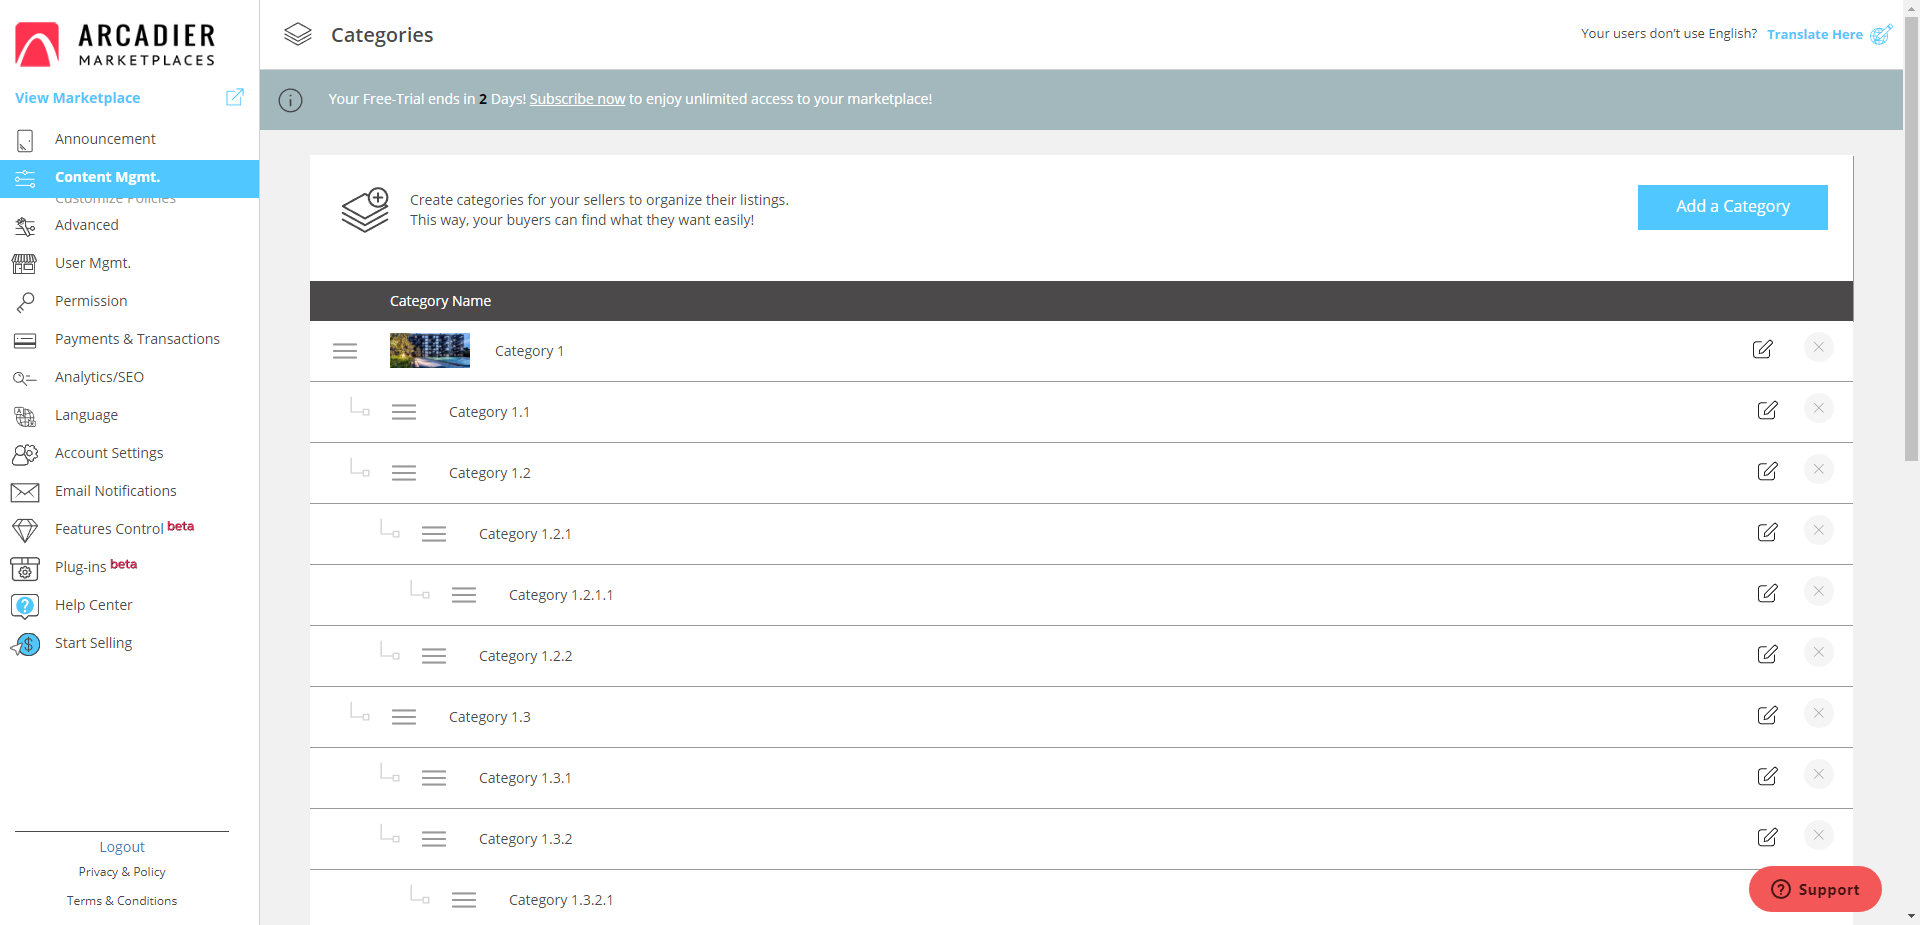 ARCADIER
MARKETPLACES
View Marketplace
Announcement
Content Mgmt.
Customize Policies
Advanced
User Mgmt.
Permission
Payments & Transactions
Analytics/SEO
Language
Account Settings
Email Notifications
Features Control beta
Plug-ins beta
Help Center
Start Selling
Logout
Privacy & Policy
Terms & Conditions
Categories
Your users don't use English? Translate Here
Your Free-Trial ends in 2 Days! Subscribe now to enjoy unlimited access to your marketplace!
Create categories for your sellers to organize their listings.
This way, your buyers can find what they want easily!
Add a Category
Category Name
Category 1
Category 1.1
Category 1.2
Category 1.2.1
Category 1.2.1.1
Category 1.2.2
Category 1.3
Category 1.3.1
Category 1.3.2
Category 1.3.2.1
Support